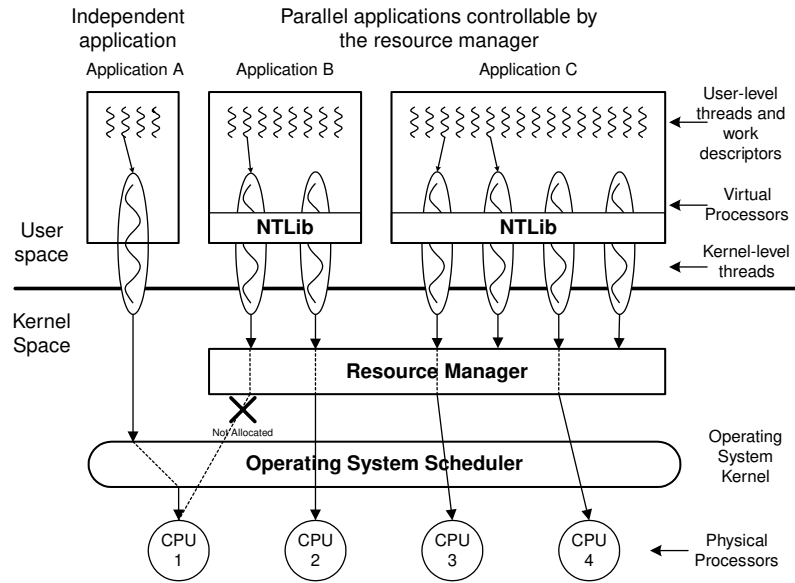 Independent
application
Parallel applications controllable by
the resource manager
Application A
Application B
Application C
User-level
threads and
work
descriptors
Virtual
Processors
NTLib
NTLib
User
space
Kernel-level
threads
Kernel
Space
Resource Manager
Not Allocated
Operating System Scheduler
Operating
System
Kernel
CPU
1
CPU
2
CPU
3
CPU
4
Physical
Processors